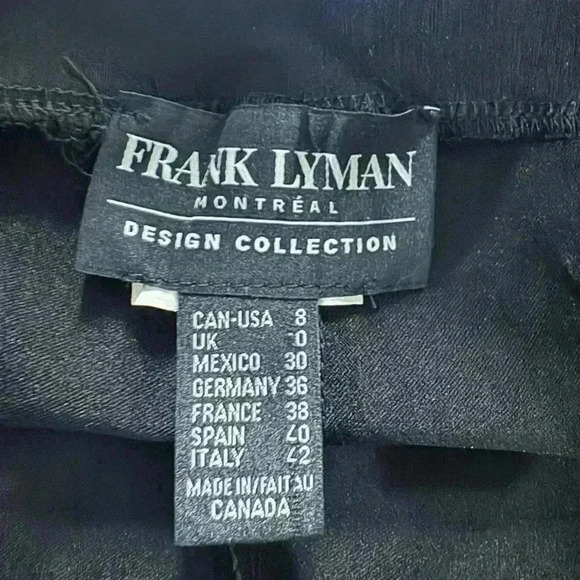 FRANK LYMAN
MONTRÉAL
DESIGN COLLECTION
CAN-USA 8
UK
MEXICO 30
GERMANY 36
FRANCE 38
SPAIN 40
ITALY 42
MADE IN/FAIT AU
CANADA